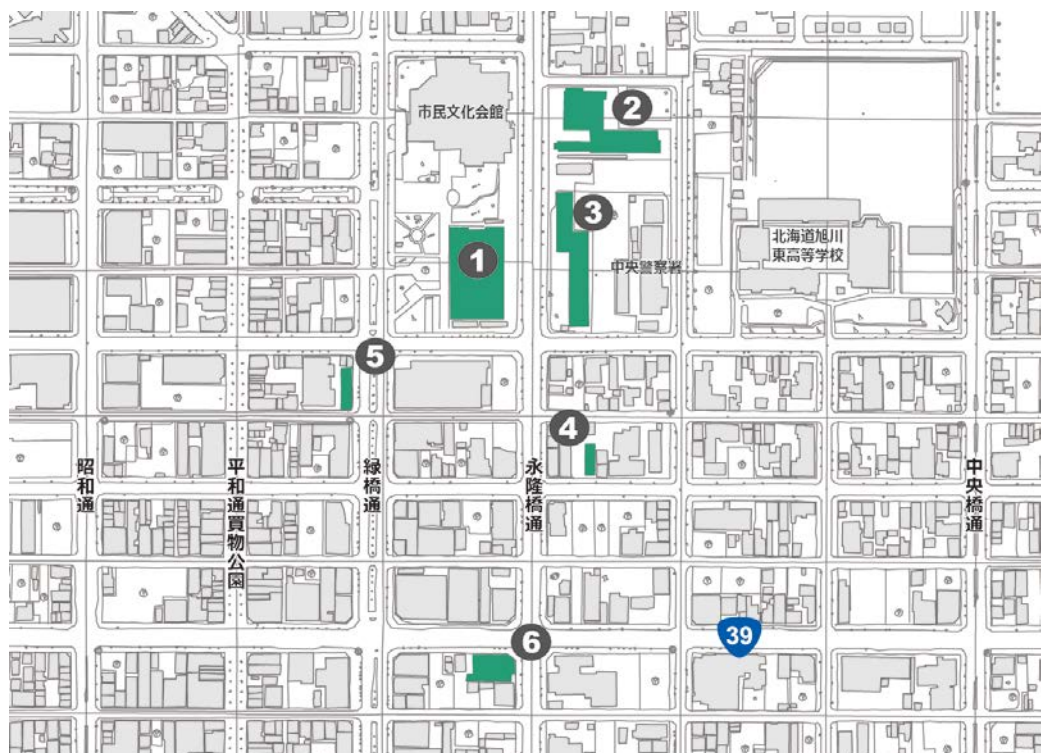 市民文化会館
2
3
1
北海道旭川
東高等学校
中央警察署
5
4
昭和通
平和通買物公園
緑橋通
永隆橋通
中央橋通
6
39